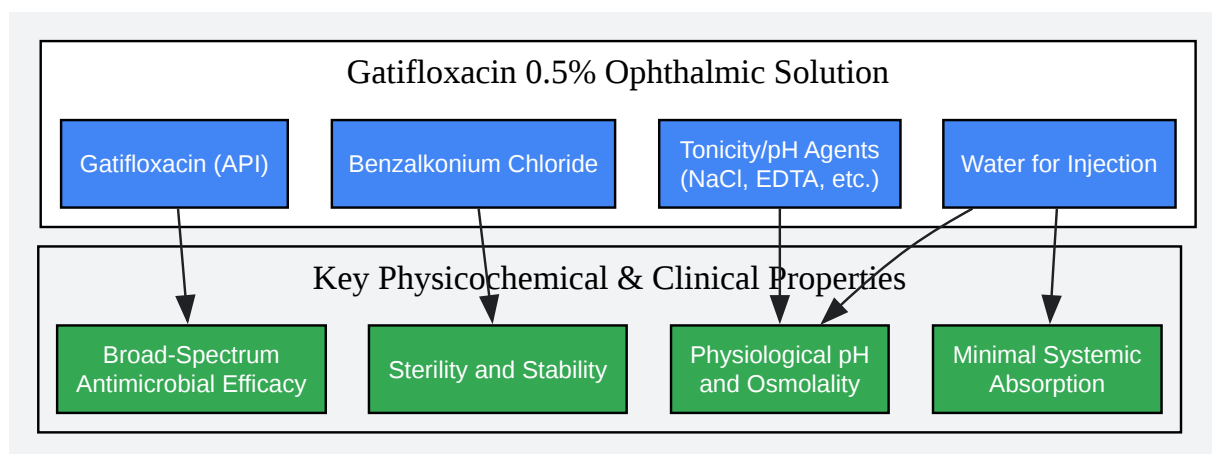 Gatifloxacin 0.5% Ophthalmic Solution
Gatifloxacin (API)
Benzalkonium Chloride
Tonicity/pH Agents
(NaCl, EDTA, etc.)
Water for Injection
Key Physicochemical & Clinical Properties
Broad-Spectrum
Antimicrobial Efficacy
Sterility and Stability
Physiological pH
and Osmolality
Minimal Systemic
Absorption